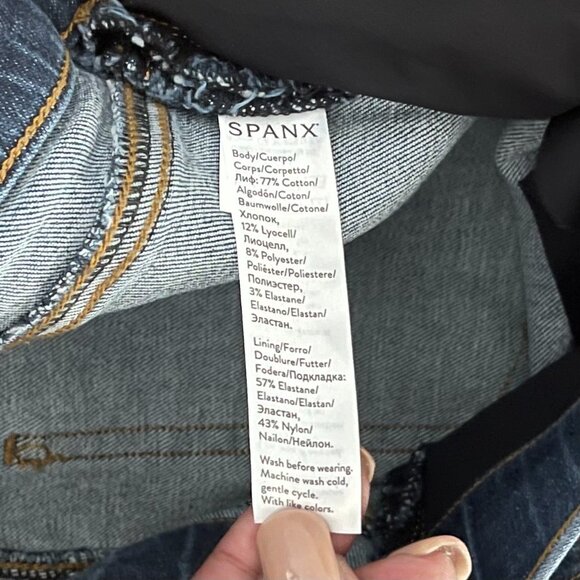 SPANX
Body/Cuerpo/
Corps/Corpetto/
Лиф: 77% Cotton/
Algodón/Coton/
Baumwolle/Cotone/
Хлопок,
12% Lyocell/
Лиоцелл,
8% Polyester/
Poliéster/Poliestere/
Полиэстер,
3% Elastane/
Elastano/Elastan/
Эластан.
Lining/Forro/
Doublure/Futter/
Fodera/Подкладка:
57% Elastane/
Elastano/Elastan/
Эластан,
43% Nylon/
Nailon/Нейлон.
Wash before wearing.
Machine wash cold,
gentle cycle.
With like colors.